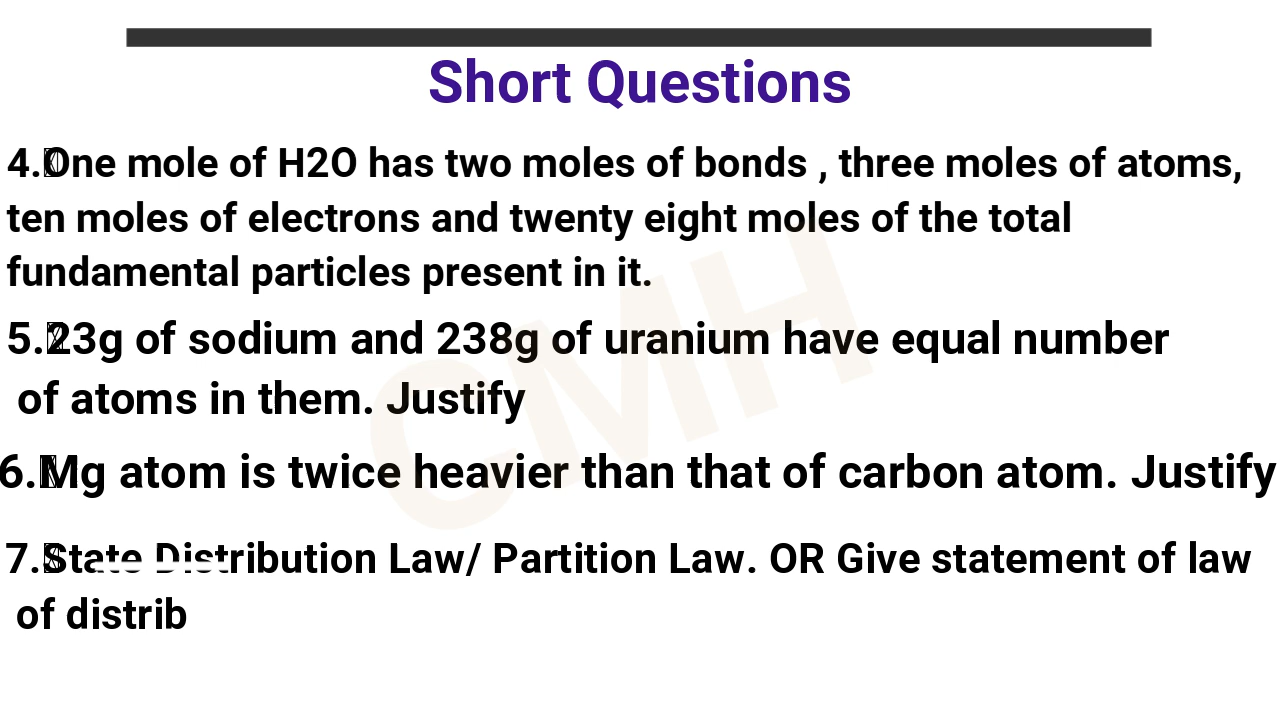 Short Questions
4.One mole of H2O has two moles of bonds , three moles of atoms,
ten moles of electrons and twenty eight moles of the total
fundamental particles present in it.
5.23g of sodium and 238g of uranium have equal number
of atoms in them. Justify
6.Mg atom is twice heavier than that of carbon atom. Justify
7.State Distribution Law/ Partition Law. OR Give statement of law
of distrib
CMH